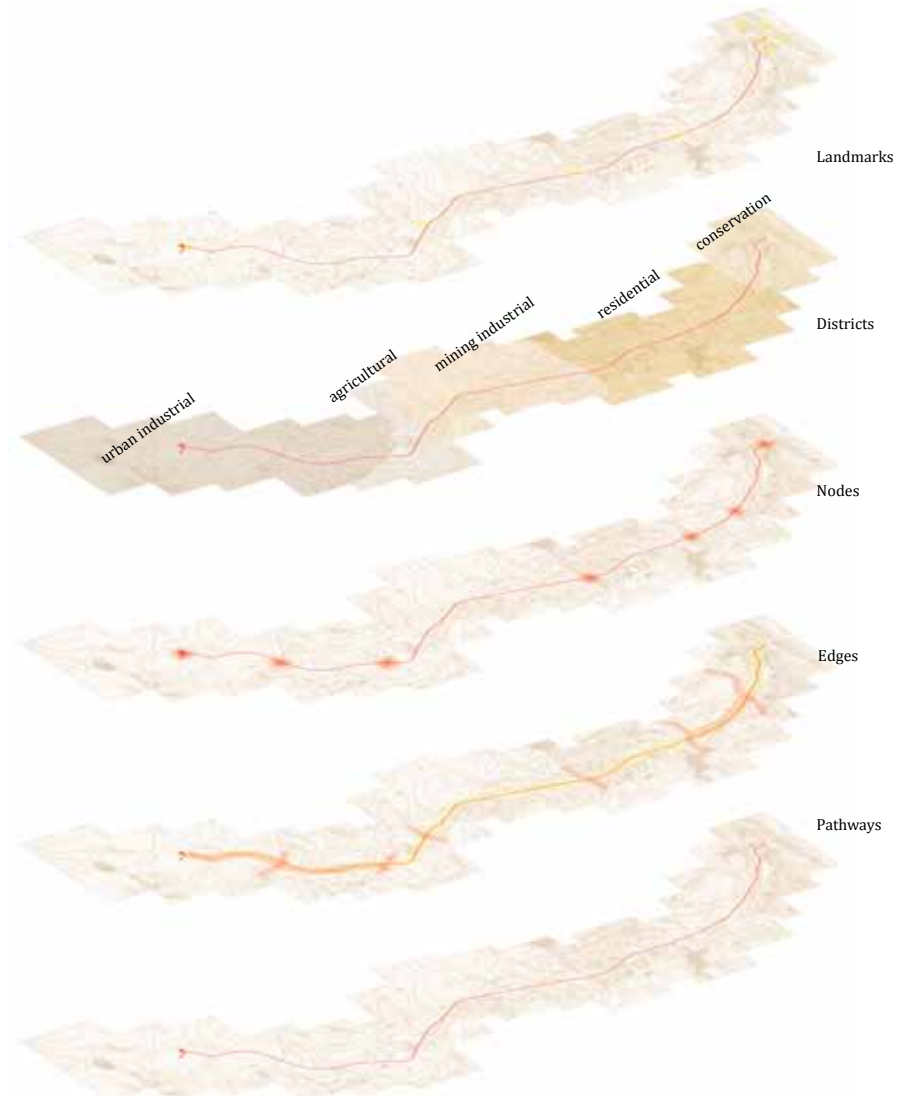 Landmarks
conservation
residential
Districts
mining industrial
agricultural
urban industrial
Nodes
Edges
Pathways